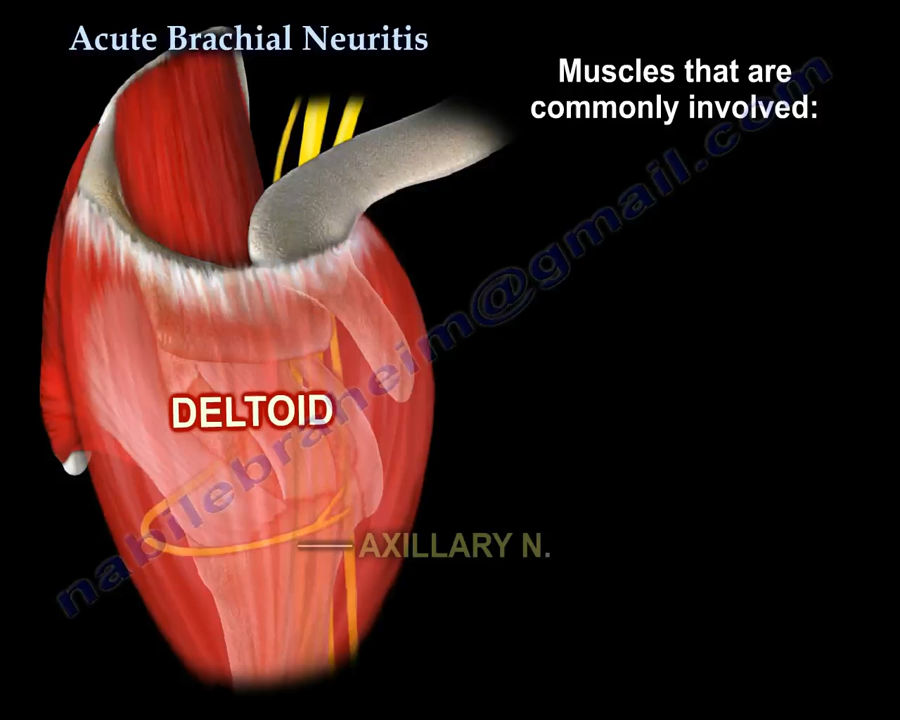 Acute Brachial Neuritis
Muscles that are
commonly involved:
DELTOID
AXILLARY N.
nabilebraheim@gmail.com